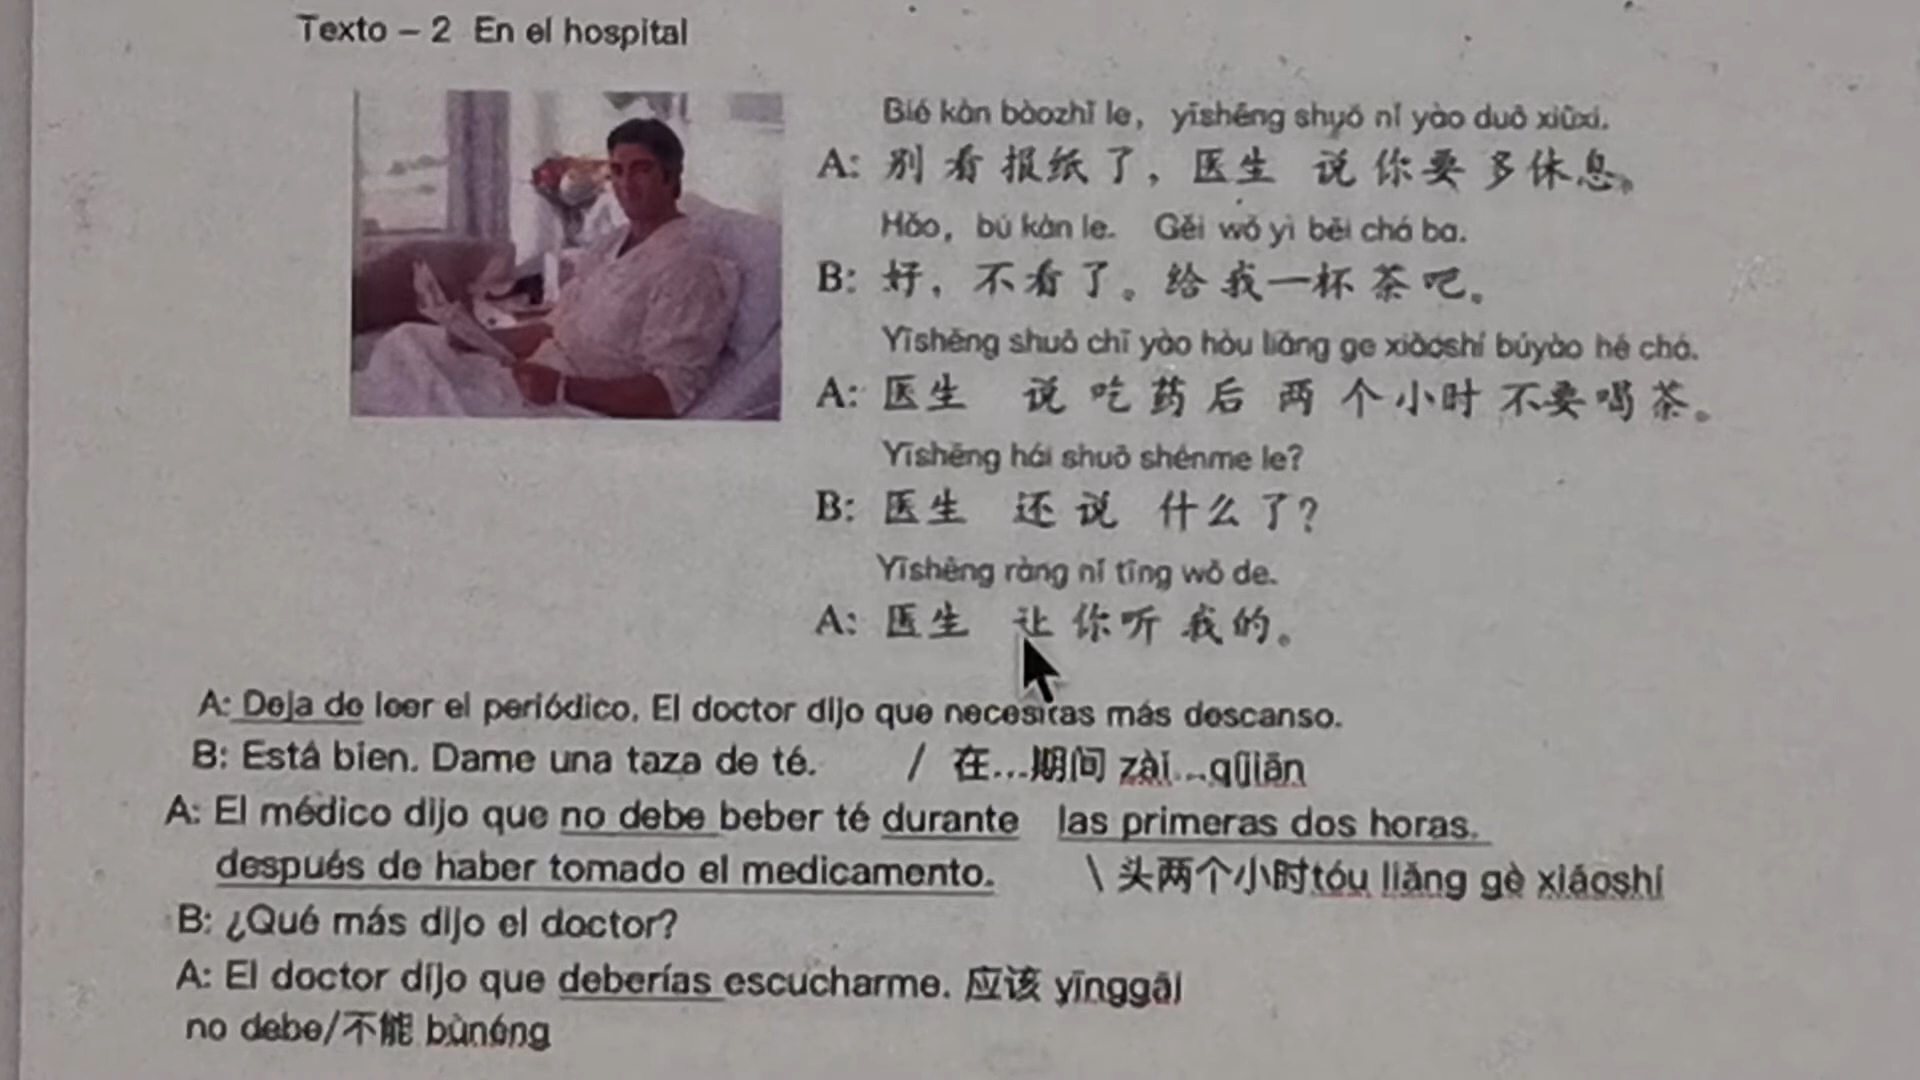 Texto – 2 En el hospital
Bié kàn bàozhǐ le, yīshēng shuō nǐ yào duō xiūxi.
A: 别看报纸了，医生说你要多休息。
Hǎo, bú kàn le. Gěi wǒ yì bēi chá ba.
B: 好，不看了。给我一杯茶吧。
Yīshēng shuō chī yào hòu liǎng ge xiǎoshí búyào hē chá.
A: 医生说吃药后两个小时不要喝茶。
Yīshēng hái shuō shénme le?
B: 医生还说什么了？
Yīshēng ràng nǐ tīng wǒ de.
A: 医生让你听我的。
A: Deja de leer el periódico. El doctor dijo que necesitas más descanso.
B: Está bien. Dame una taza de té. / 在...期间 zài...qījiān
A: El médico dijo que no debe beber té durante las primeras dos horas.
después de haber tomado el medicamento. \ 头两个小时tóu liǎng gè xiǎoshí
B: ¿Qué más dijo el doctor?
A: El doctor dijo que deberías escucharme. 应该 yīnggāi
no debe/不能 bùnéng